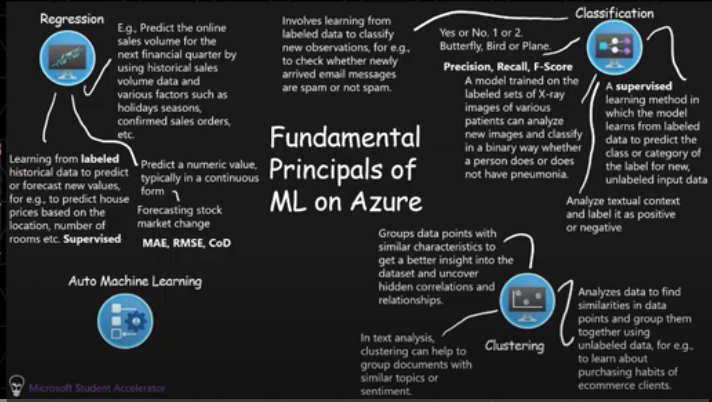 Regression
E.g., Predict the online
sales volume for the
next financial quarter by
using historical sales
volume data and
various factors such as
holidays seasons,
confirmed sales orders,
etc.
Learning from labeled
historical data to predict
or forecast new values,
for e.g., to predict house
prices based on the
location, number of
rooms etc. Supervised
Predict a numeric value,
typically in a continuous
form
Forecasting stock
market change
MAE, RMSE, CoD
Involves learning from
labeled data to classify
new observations, for e.g.,
to check whether newly
arrived email messages
are spam or not spam.
Classification
Yes or No. 1 or 2.
Butterfly, Bird or Plane.
Precision, Recall, F-Score
A model trained on the
labeled sets of X-ray
images of various
patients can analyze
new images and classify
in a binary way whether
a person does or does
not have pneumonia.
A supervised
learning method in
which the model
learns from labeled
data to predict the
class or category of
the label for new,
unlabeled input data
Analyze textual context
and label it as positive
or negative
Fundamental
Principals of
ML on Azure
Auto Machine Learning
Groups data points with
similar characteristics to
get a better insight into the
dataset and uncover
hidden correlations and
relationships.
In text analysis,
clustering can help to
group documents with
similar topics or
sentiment.
Clustering
Analyzes data to find
similarities in data
points and group them
together using
unlabeled data, for e.g.,
to learn about
purchasing habits of
ecommerce clients.
Microsoft Student Accelerator